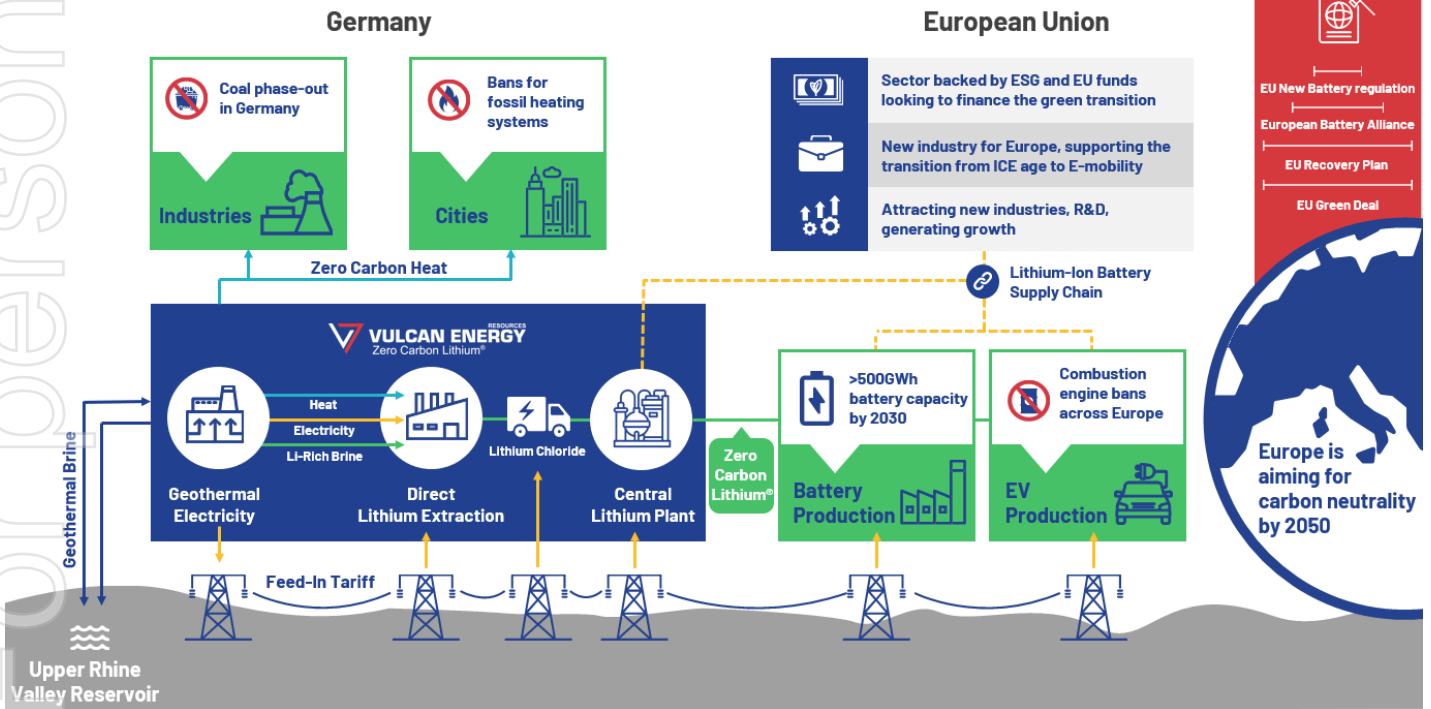 Germany
European Union
Coal phase-out
in Germany
Industries
Bans for
fossil heating
systems
Cities
Zero Carbon Heat
Sector backed by ESG and EU funds
looking to finance the green transition
New industry for Europe, supporting the
transition from ICE age to E-mobility
Attracting new industries, R&D,
generating growth
Lithium-Ion Battery
Supply Chain
EU New Battery regulation
European Battery Alliance
EU Recovery Plan
EU Green Deal
VULCAN ENERGY
RESOURCES
Zero Carbon Lithium®
Heat
Electricity
Li-Rich Brine
Lithium Chloride
Geothermal
Electricity
Direct
Lithium Extraction
Central
Lithium Plant
Zero
Carbon
Lithium®
>500GWh
battery capacity
by 2030
Battery
Production
Combustion
engine bans
across Europe
EV
Production
Europe is
aiming for
carbon neutrality
by 2050
Geothermal Brine
Feed-In Tariff
Upper Rhine
Valley Reservoir
For person